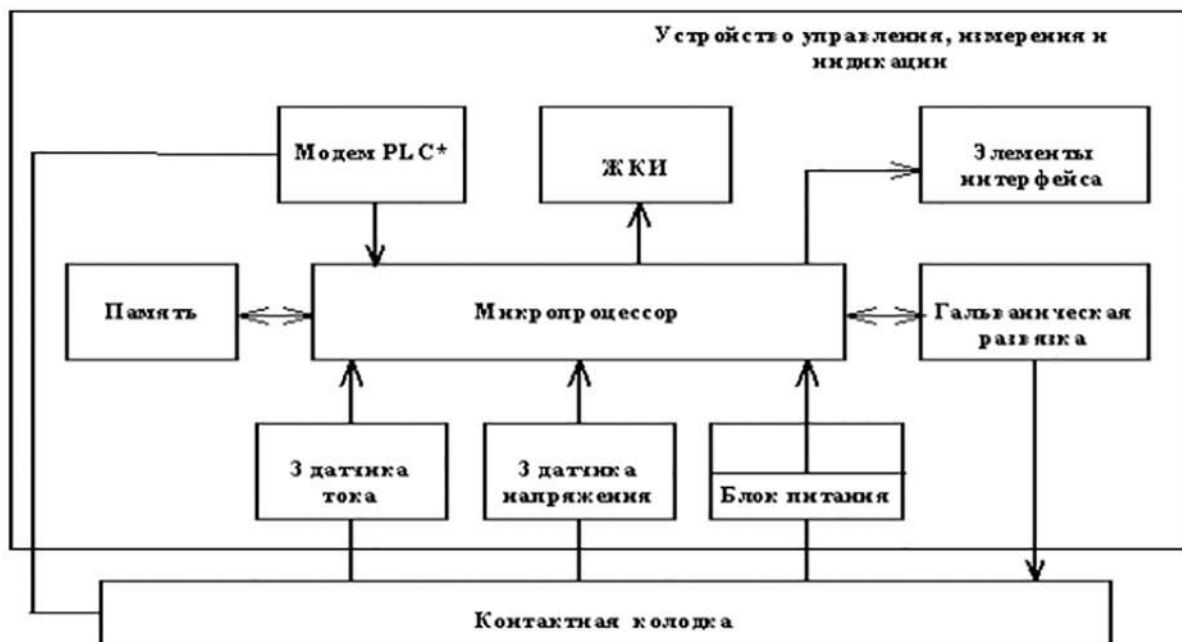 Устройство управления, измерения и
индикации
Модем PLC*
ЖКИ
Элементы
интерфейса
Память
Микропроцессор
Гальваническая
развязка
3 датчика
тока
3 датчика
напряжения
Блок питания
Контактная колодка